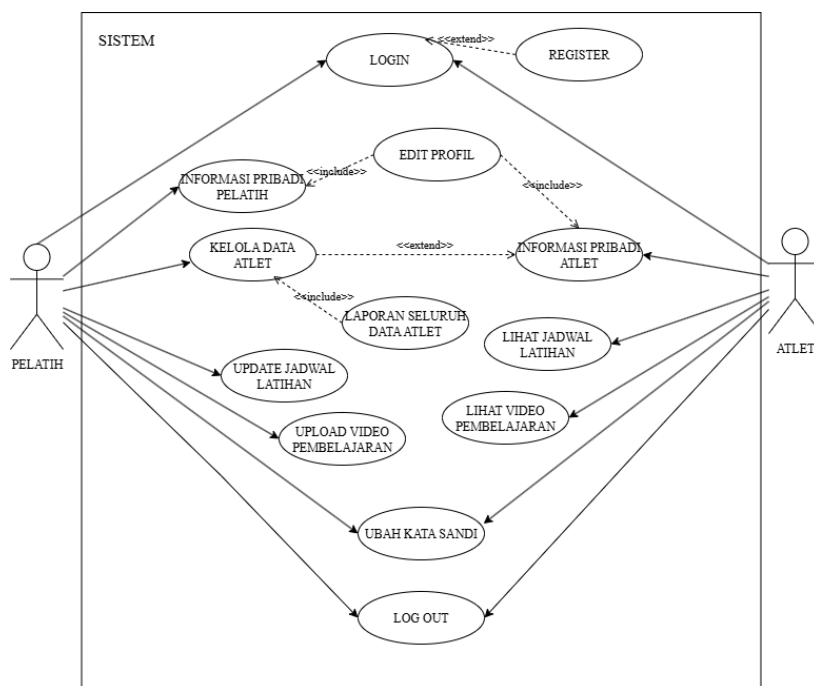 SISTEM
<<extend>>
LOGIN
REGISTER
EDIT PROFIL
<<include>>
<<include>>
INFORMASI PRIBADI
PELATIH
KELOLA DATA
ATLET
<<extend>>
INFORMASI PRIBADI
ATLET
<<include>>
LAPORAN SELURUH
DATA ATLET
LIHAT JADWAL
LATIHAN
PELATIH
ATLET
UPDATE JADWAL
LATIHAN
LIHAT VIDEO
PEMBELAJARAN
UPLOAD VIDEO
PEMBELAJARAN
UBAH KATA SANDI
LOG OUT